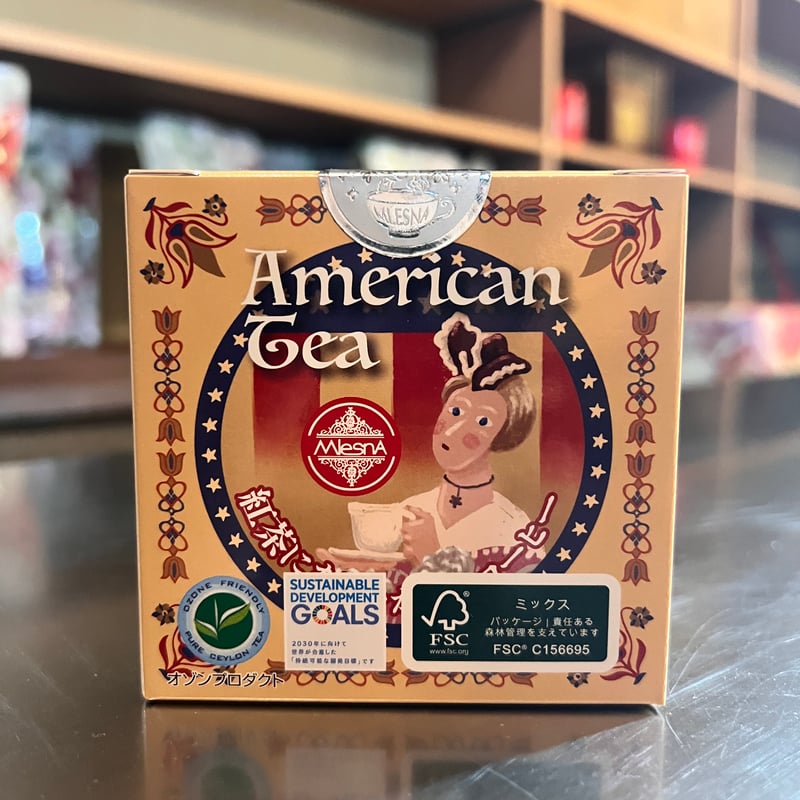 MLESNA
American
Tea
MlesnA
紅茶に
ーヒー
OZONE FRIENDLY
PURE CEYLON TEA
オゾンプロダクト
SUSTAINABLE
DEVELOPMENT
GOALS
2030年に向けて
世界が合意した
「持続可能な開発目標」です
FSC
www.fsc.org
ミックス
パッケージ|責任ある
森林管理を支えています
FSC® C156695